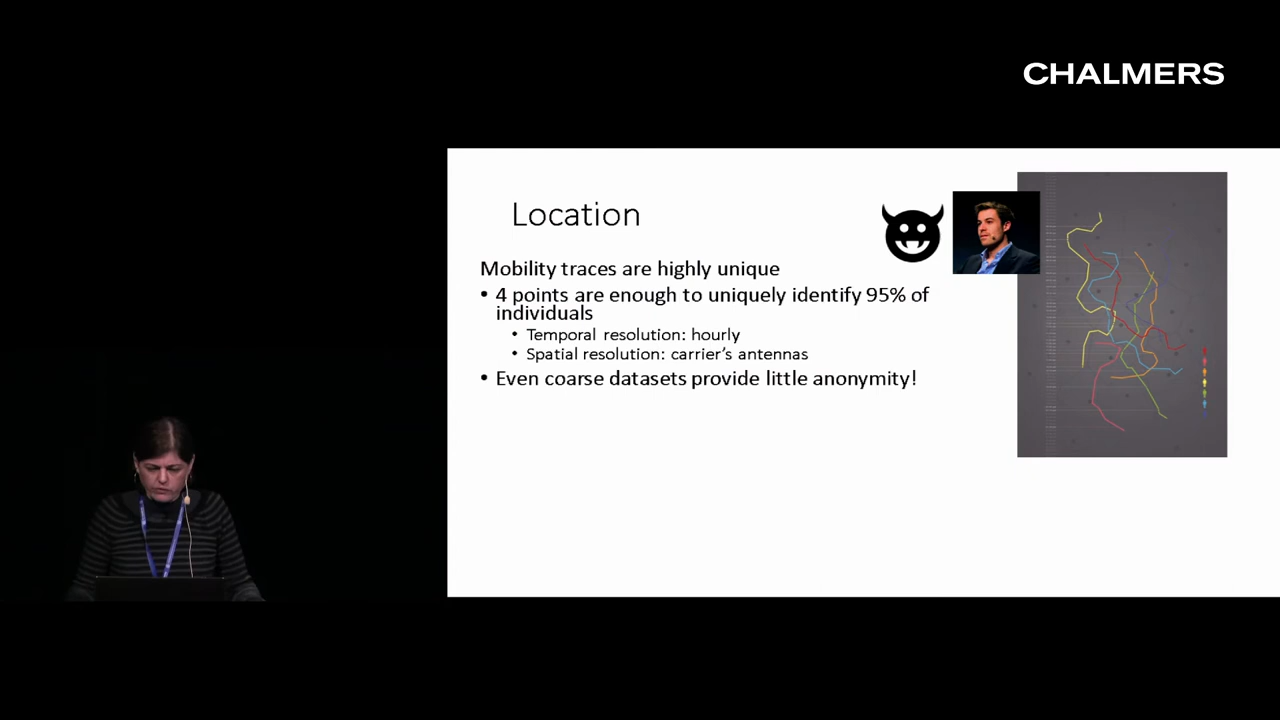 CHALMERS
Location
Mobility traces are highly unique
• 4 points are enough to uniquely identify 95% of
individuals
• Temporal resolution: hourly
• Spatial resolution: carrier's antennas
• Even coarse datasets provide little anonymity!